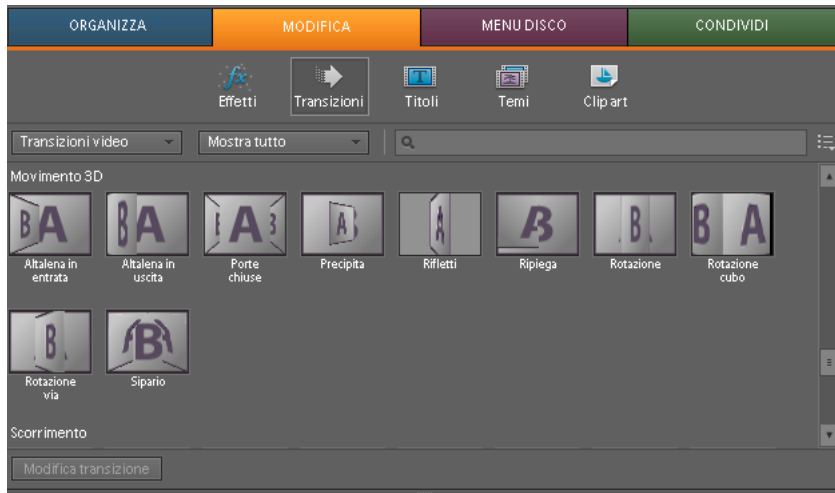 ORGANIZZA MODIFICA MENU DISCO CONDIVIDI
Effetti Transizioni Titoli Temi Clip art
Transizioni video Mostra tutto
Movimento 3D
Altalena in entrata
Altalena in uscita
Porte chiuse
Precipita
Rifletti
Ripiega
Rotazione
Rotazione cubo
Rotazione via
Sipario
Scorrimento
Modifica transizione